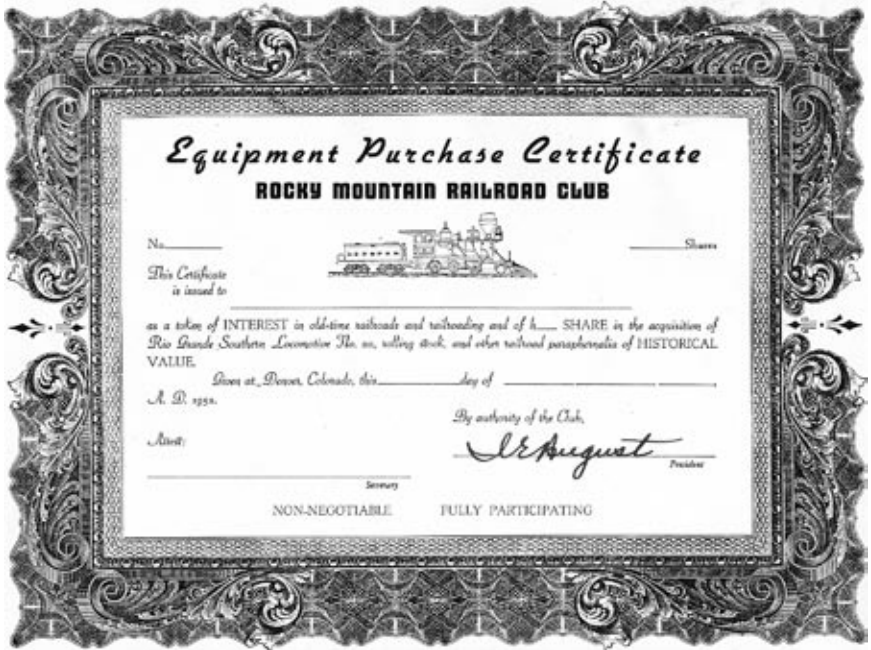 Equipment Purchase Certificate
ROCKY MOUNTAIN RAILROAD CLUB
No. Shares
This Certificate
is issued to
as a token of INTEREST in old-time railroads and railroading and of h SHARE in the acquisition of
Rio Grande Southern Locomotive No. 20, rolling stock, and other railroad paraphernalia of HISTORICAL
VALUE.
Given at Denver, Colorado, this day of
A. D. 1952.
By authority of the Club,
Attest:
I E August
President
Secretary
NON-NEGOTIABLE FULLY PARTICIPATING